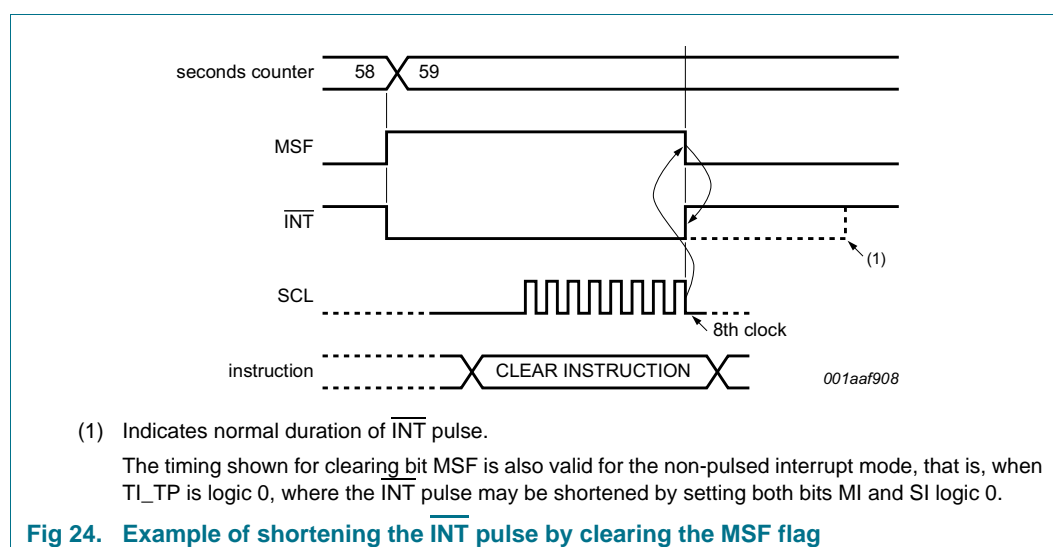 seconds counter 58 59
MSF
INT
(1)
SCL
8th clock
instruction CLEAR INSTRUCTION
001aaf908
(1) Indicates normal duration of INT pulse.
The timing shown for clearing bit MSF is also valid for the non-pulsed interrupt mode, that is, when
TI_TP is logic 0, where the INT pulse may be shortened by setting both bits MI and SI logic 0.
Fig 24. Example of shortening the INT pulse by clearing the MSF flag